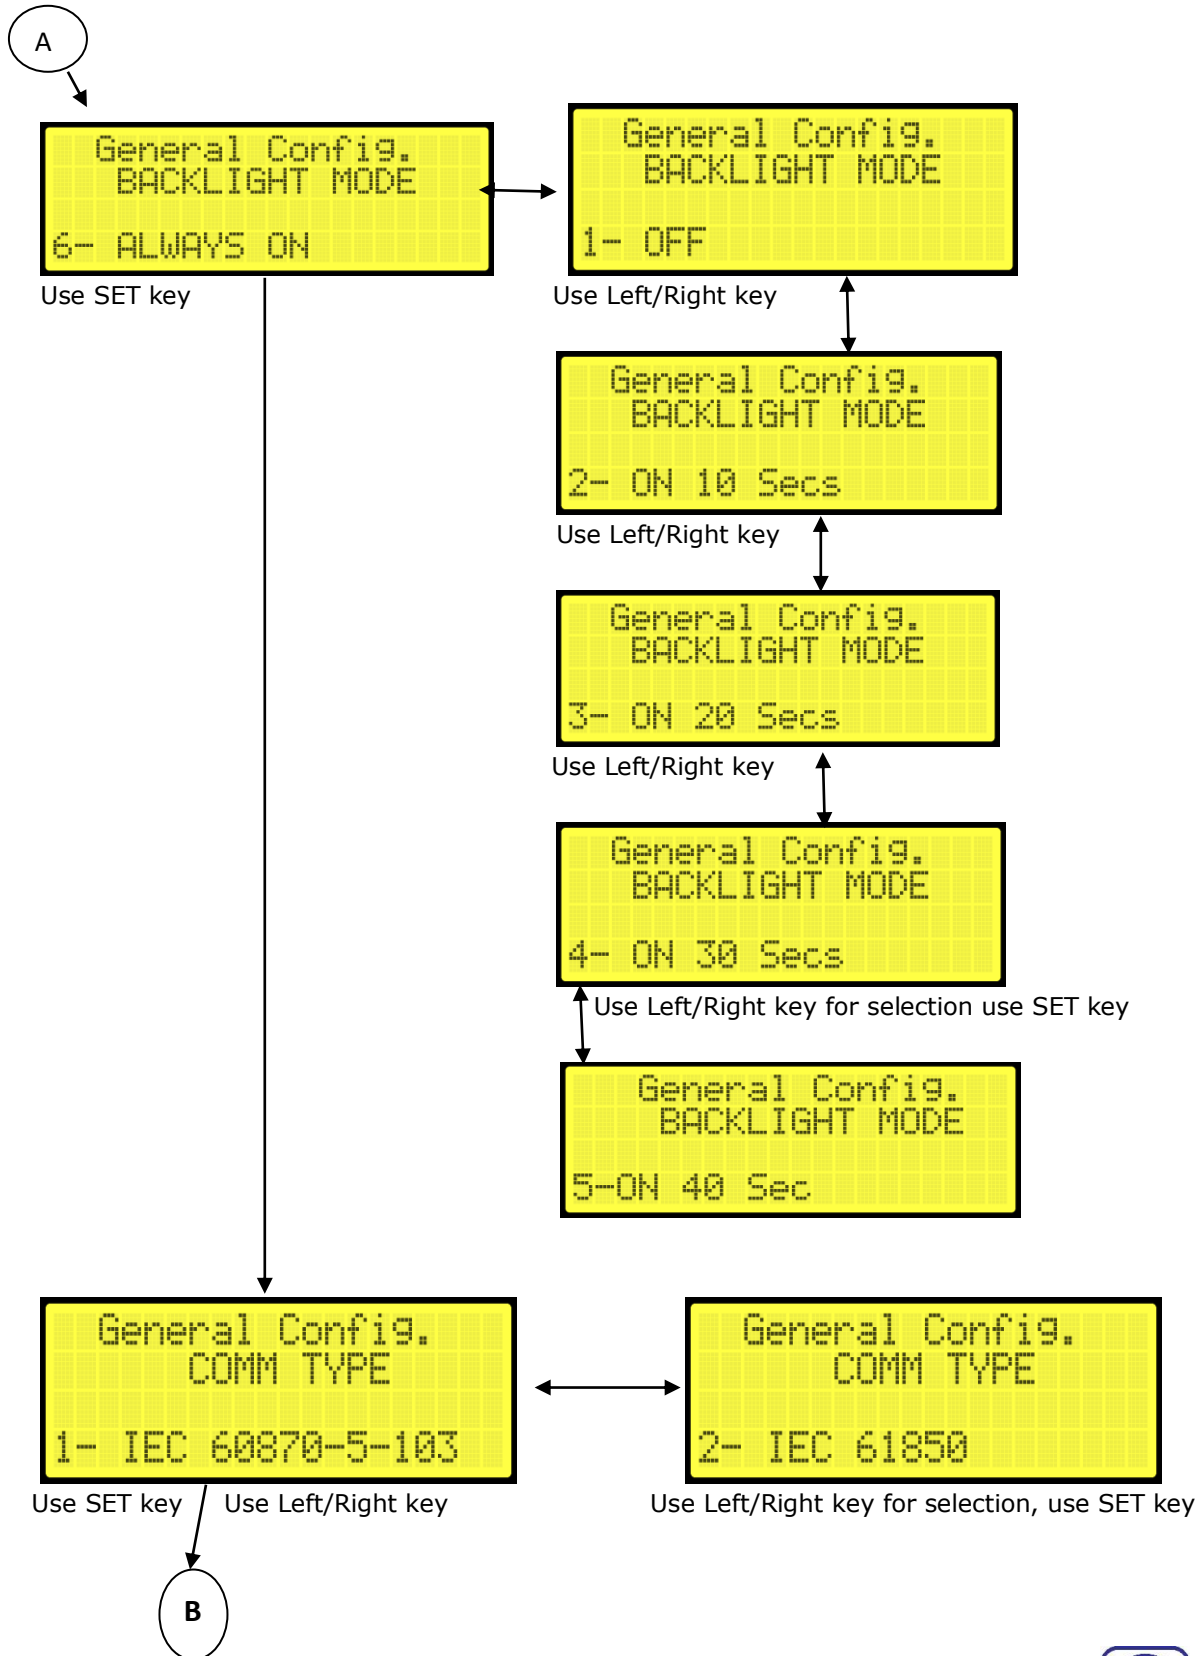 A
General Config.
BACKLIGHT MODE
6- ALWAYS ON
Use SET key
General Config.
BACKLIGHT MODE
1- OFF
Use Left/Right key
General Config.
BACKLIGHT MODE
2- ON 10 Secs
Use Left/Right key
General Config.
BACKLIGHT MODE
3- ON 20 Secs
Use Left/Right key
General Config.
BACKLIGHT MODE
4- ON 30 Secs
Use Left/Right key for selection use SET key
General Config.
BACKLIGHT MODE
5-ON 40 Sec
General Config.
COMM TYPE
1- IEC 60870-5-103
Use SET key Use Left/Right key
General Config.
COMM TYPE
2- IEC 61850
Use Left/Right key for selection, use SET key
B